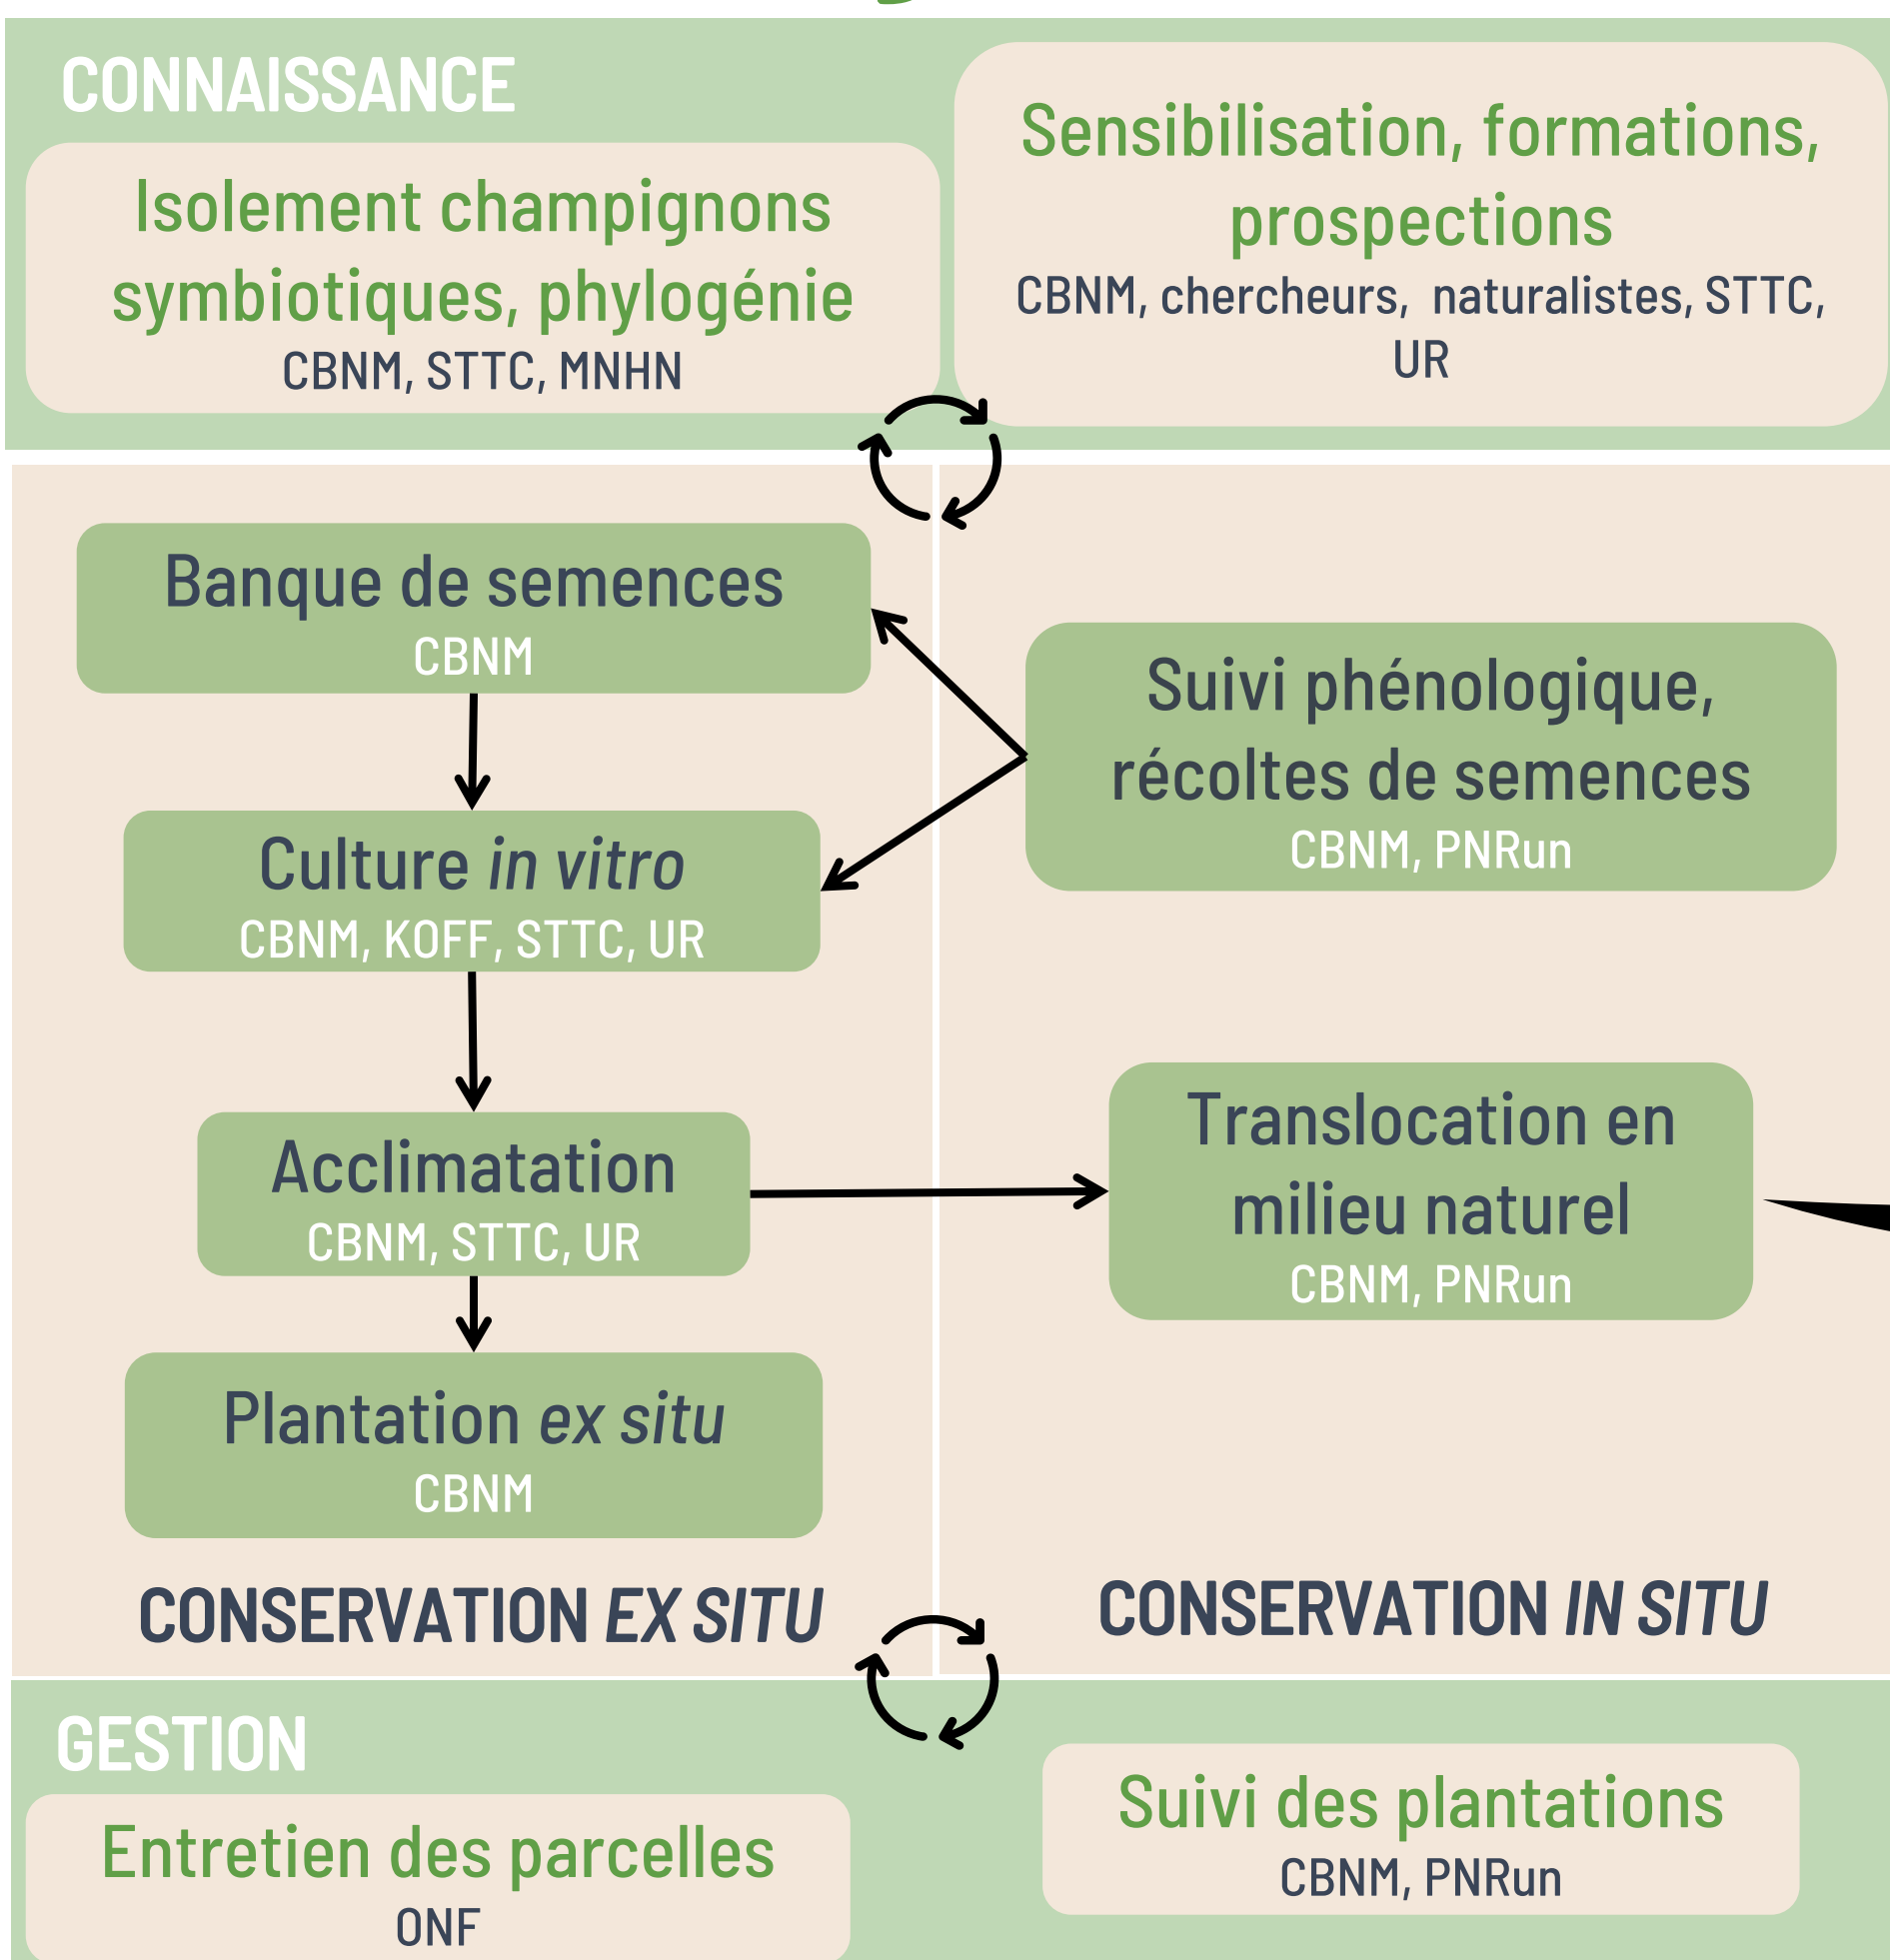 CONNAISSANCE
Isolement champignons
symbiotiques, phylogénie
CBNM, STTC, MNHN
Sensibilisation, formations,
prospections
CBNM, chercheurs, naturalistes, STTC,
UR
Banque de semences
CBNM
Suivi phénologique,
récoltes de semences
CBNM, PNRun
Culture in vitro
CBNM, KOFF, STTC, UR
Acclimatation
CBNM, STTC, UR
Translocation en
milieu naturel
CBNM, PNRun
Plantation ex situ
CBNM
CONSERVATION EX SITU
CONSERVATION IN SITU
GESTION
Entretien des parcelles
ONF
Suivi des plantations
CBNM, PNRun